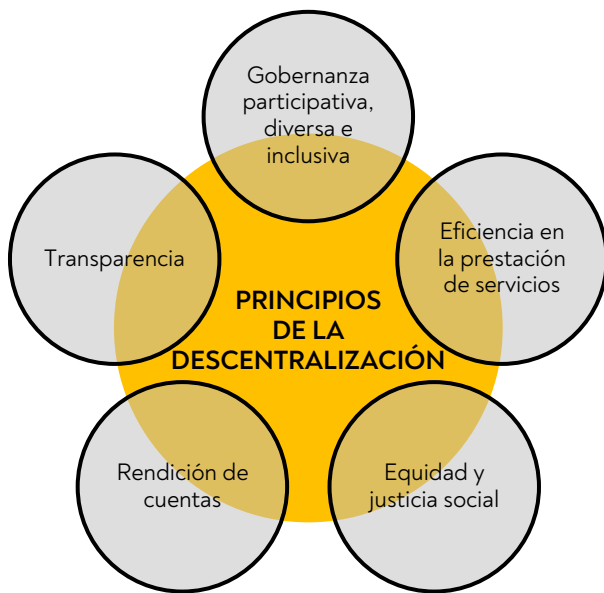 Gobernanza
participativa,
diversa e
inclusiva
Transparencia
Eficiencia en
la prestación
de servicios
PRINCIPIOS
DE LA
DESCENTRALIZACIÓN
Rendición de
cuentas
Equidad y
justicia social